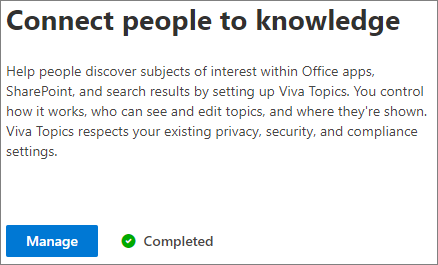 Connect people to knowledge
Help people discover subjects of interest within Office apps,
SharePoint, and search results by setting up Viva Topics. You control
how it works, who can see and edit topics, and where they're shown.
Viva Topics respects your existing privacy, security, and compliance
settings.
Manage Completed